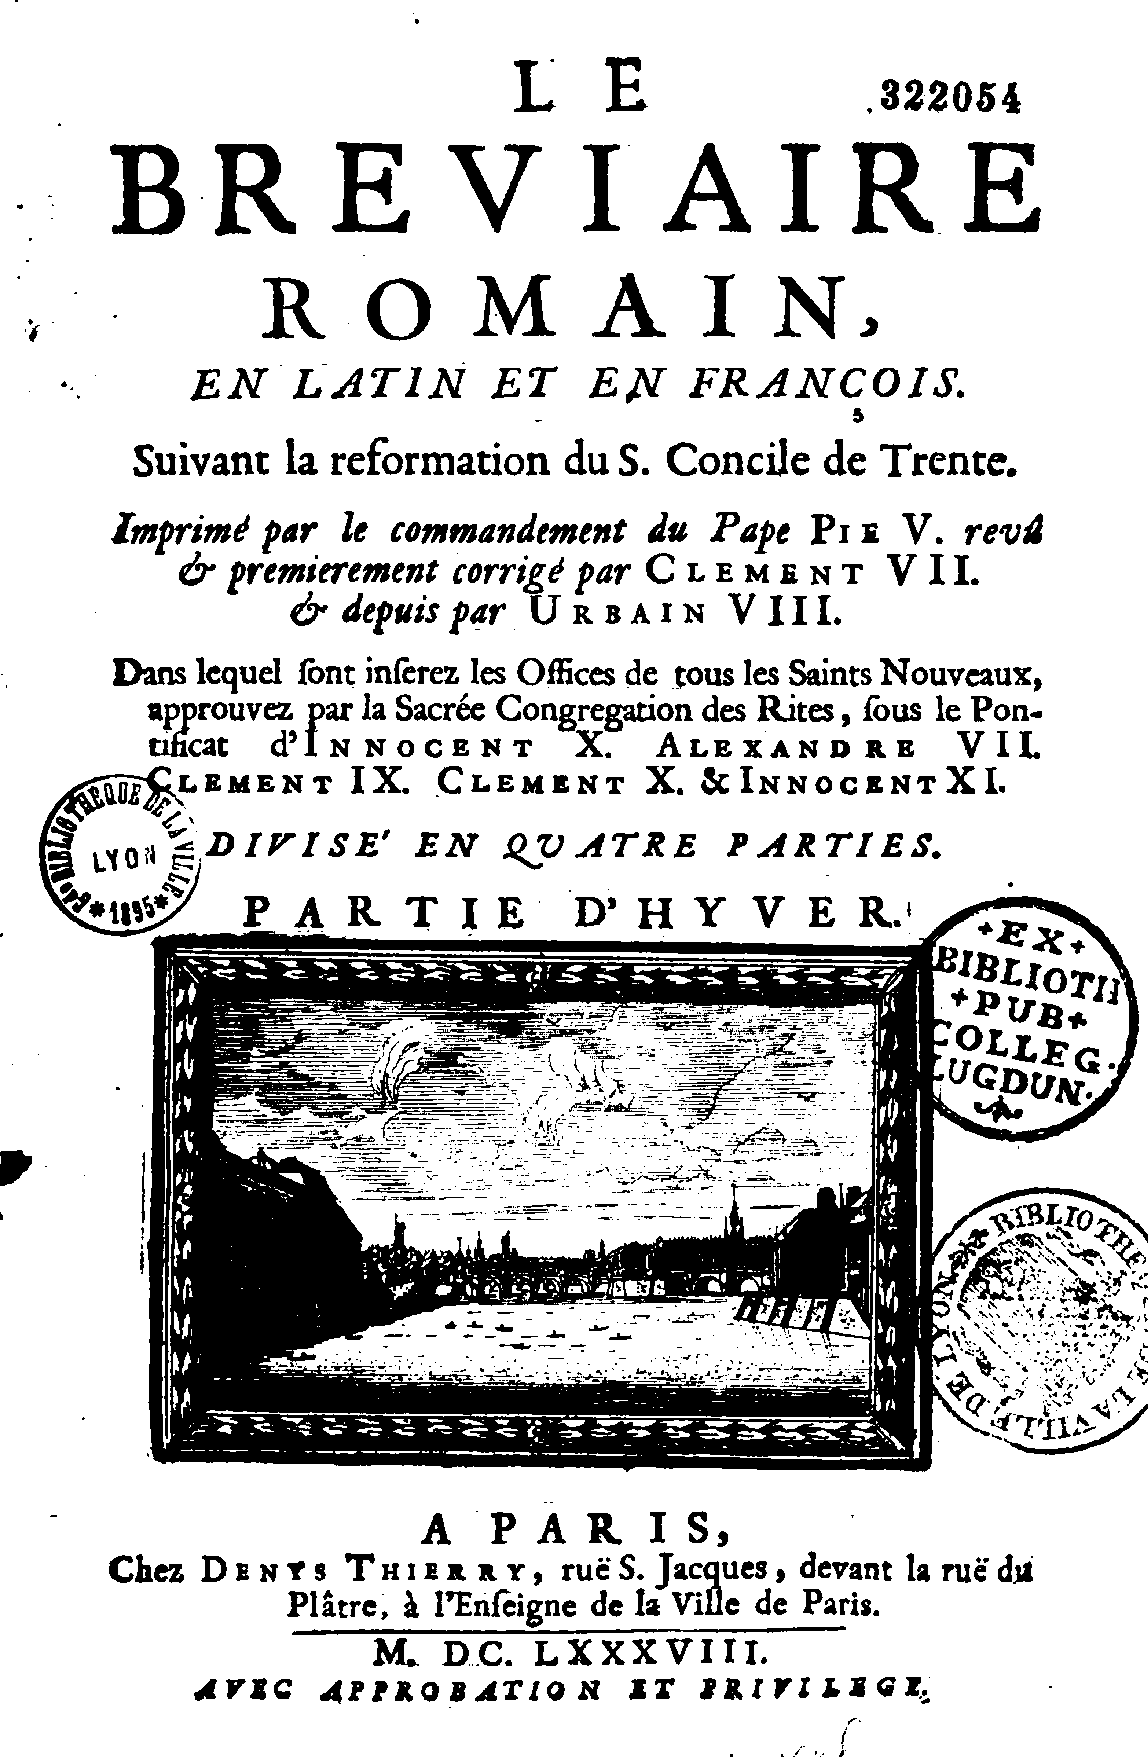 LE
322054
BREVIAIRE
ROMAIN,
EN LATIN ET EN FRANÇOIS.
Suivant la reformation du S. Concile de Trente.
Imprimé par le commandement du Pape PIE V. revû
& premierement corrigé par CLEMENT VII.
& depuis par URBAIN VIII.
Dans lequel ſont inſerez les Offices de tous les Saints Nouveaux,
approuvez par la Sacrée Congregation des Rites, ſous le Pon-
tificat d'INNOCENT X. ALEXANDRE VII.
CLEMENT IX. CLEMENT X. & INNOCENT XI.
DIVISE' EN QUATRE PARTIES.
PARTIE D'HYVER.
BIBLIOTHEQUE DE LA VILLE
LYON
*1895*
+EX+
BIBLIOTH
+PUB+
COLLEG.
LUGDUN.
BIBLIOTHE
DE LA VILLE DE LYON
A PARIS,
Chez DENYS THIERRY, ruë S. Jacques, devant la ruë du
Plâtre, à l'Enſeigne de la Ville de Paris.
M. DC. LXXXVIII.
AVEC APPROBATION ET PRIVILEGE.